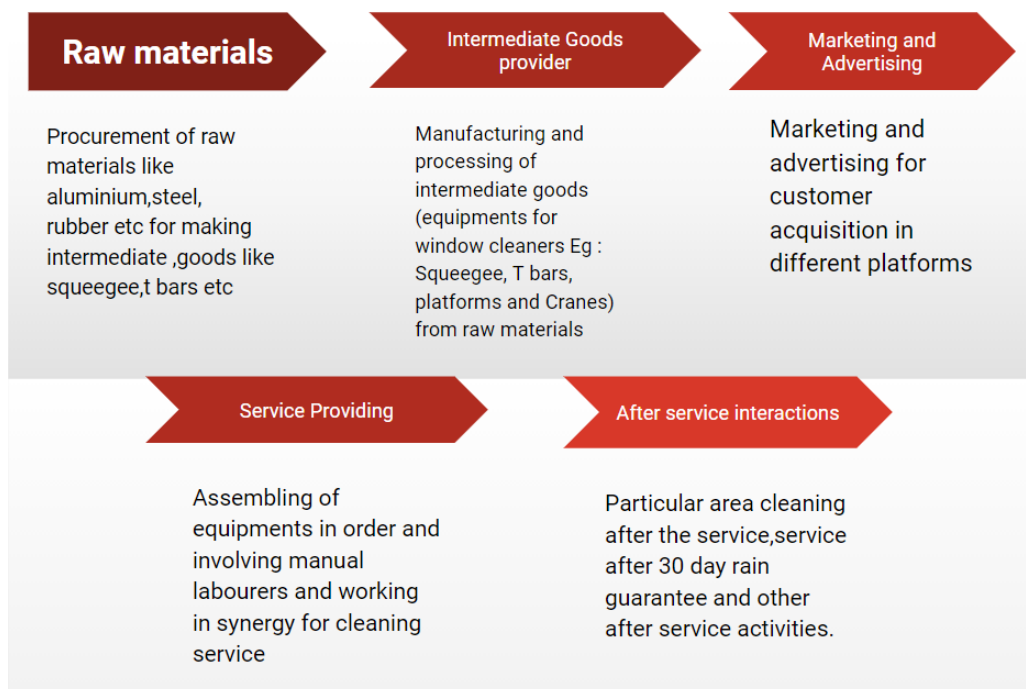 Raw materials
Intermediate Goods
provider
Marketing and
Advertising
Procurement of raw
materials like
aluminium,steel,
rubber etc for making
intermediate ,goods like
squeegee,t bars etc
Manufacturing and
processing of
intermediate goods
(equipments for
window cleaners Eg :
Squeegee, T bars,
platforms and Cranes)
from raw materials
Marketing and
advertising for
customer
acquisition in
different platforms
Service Providing
After service interactions
Assembling of
equipments in order and
involving manual
labourers and working
in synergy for cleaning
service
Particular area cleaning
after the service,service
after 30 day rain
guarantee and other
after service activities.